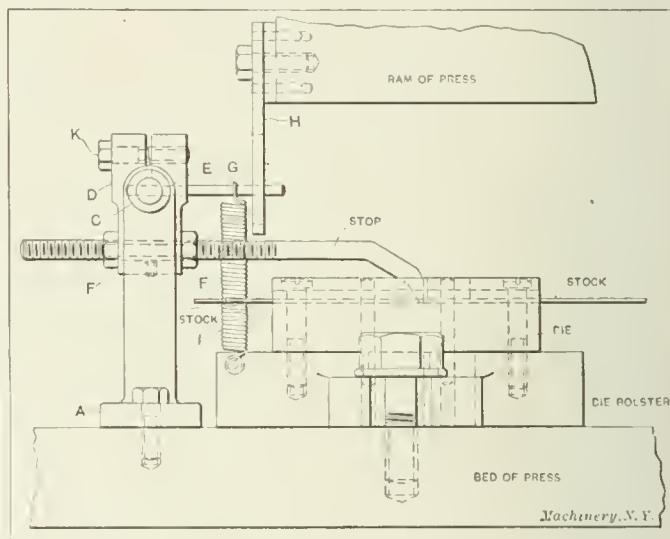 RAM OF PRESS
K
H
D
E G
C
STOP
F' F
STOCK
STOCK
I
DIE
A
DIE BOLSTER
BED OF PRESS
Machinery, N.Y.